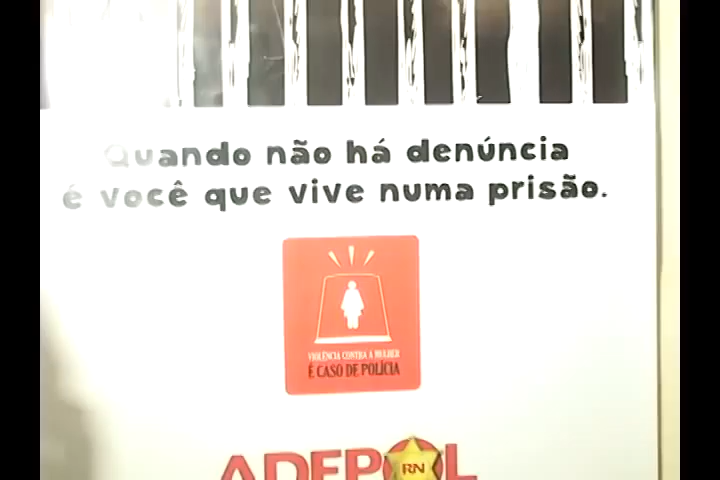 Quando não há denúncia
é você que vive numa prisão.
VIOLÊNCIA CONTRA A MULHER
É CASO DE POLÍCIA
ADEPOL
RN